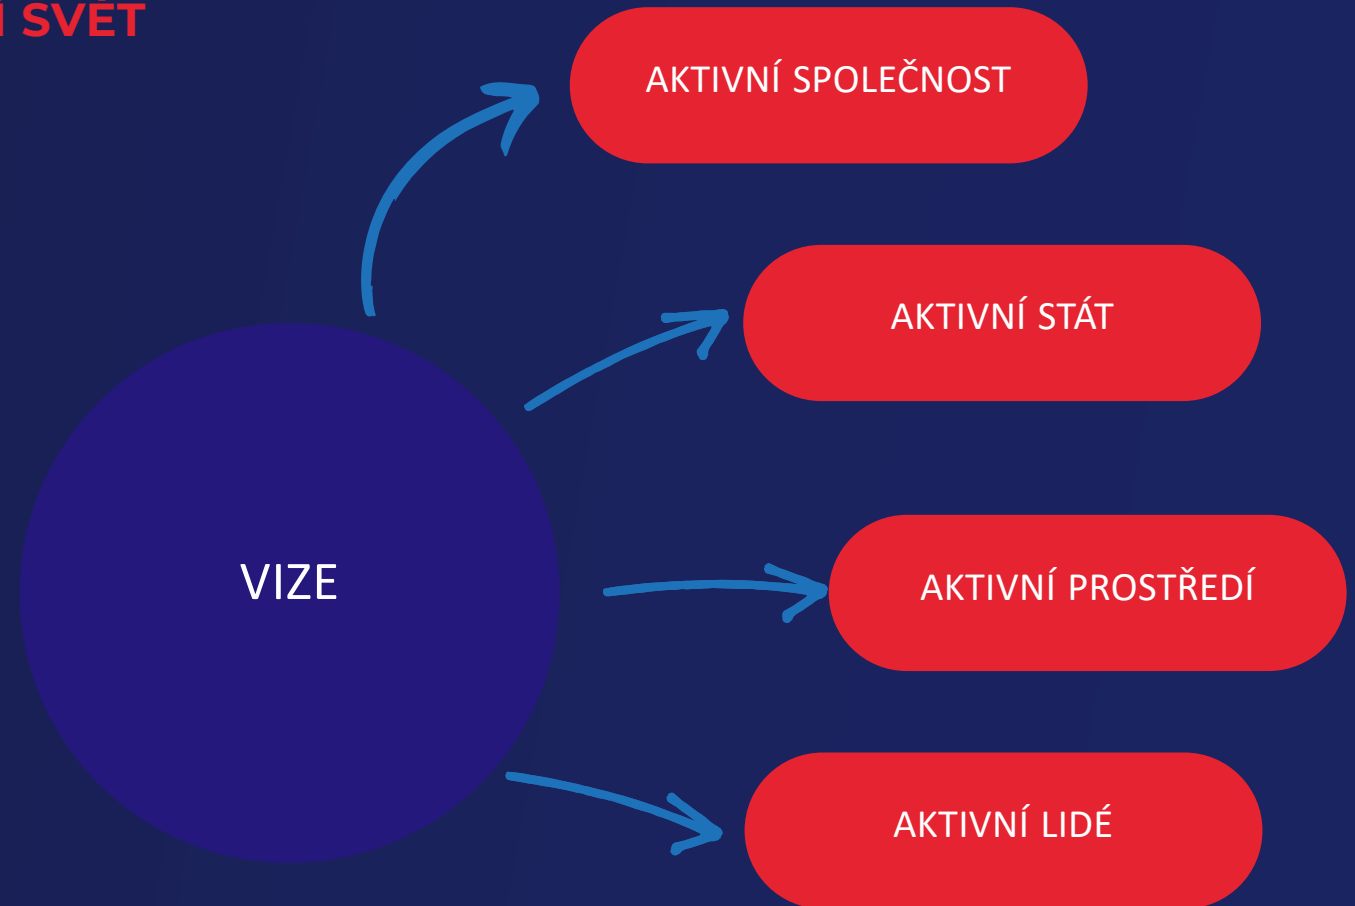 SVĚT
AKTIVNÍ SPOLEČNOST
AKTIVNÍ STÁT
VIZE
AKTIVNÍ PROSTŘEDÍ
AKTIVNÍ LIDÉ